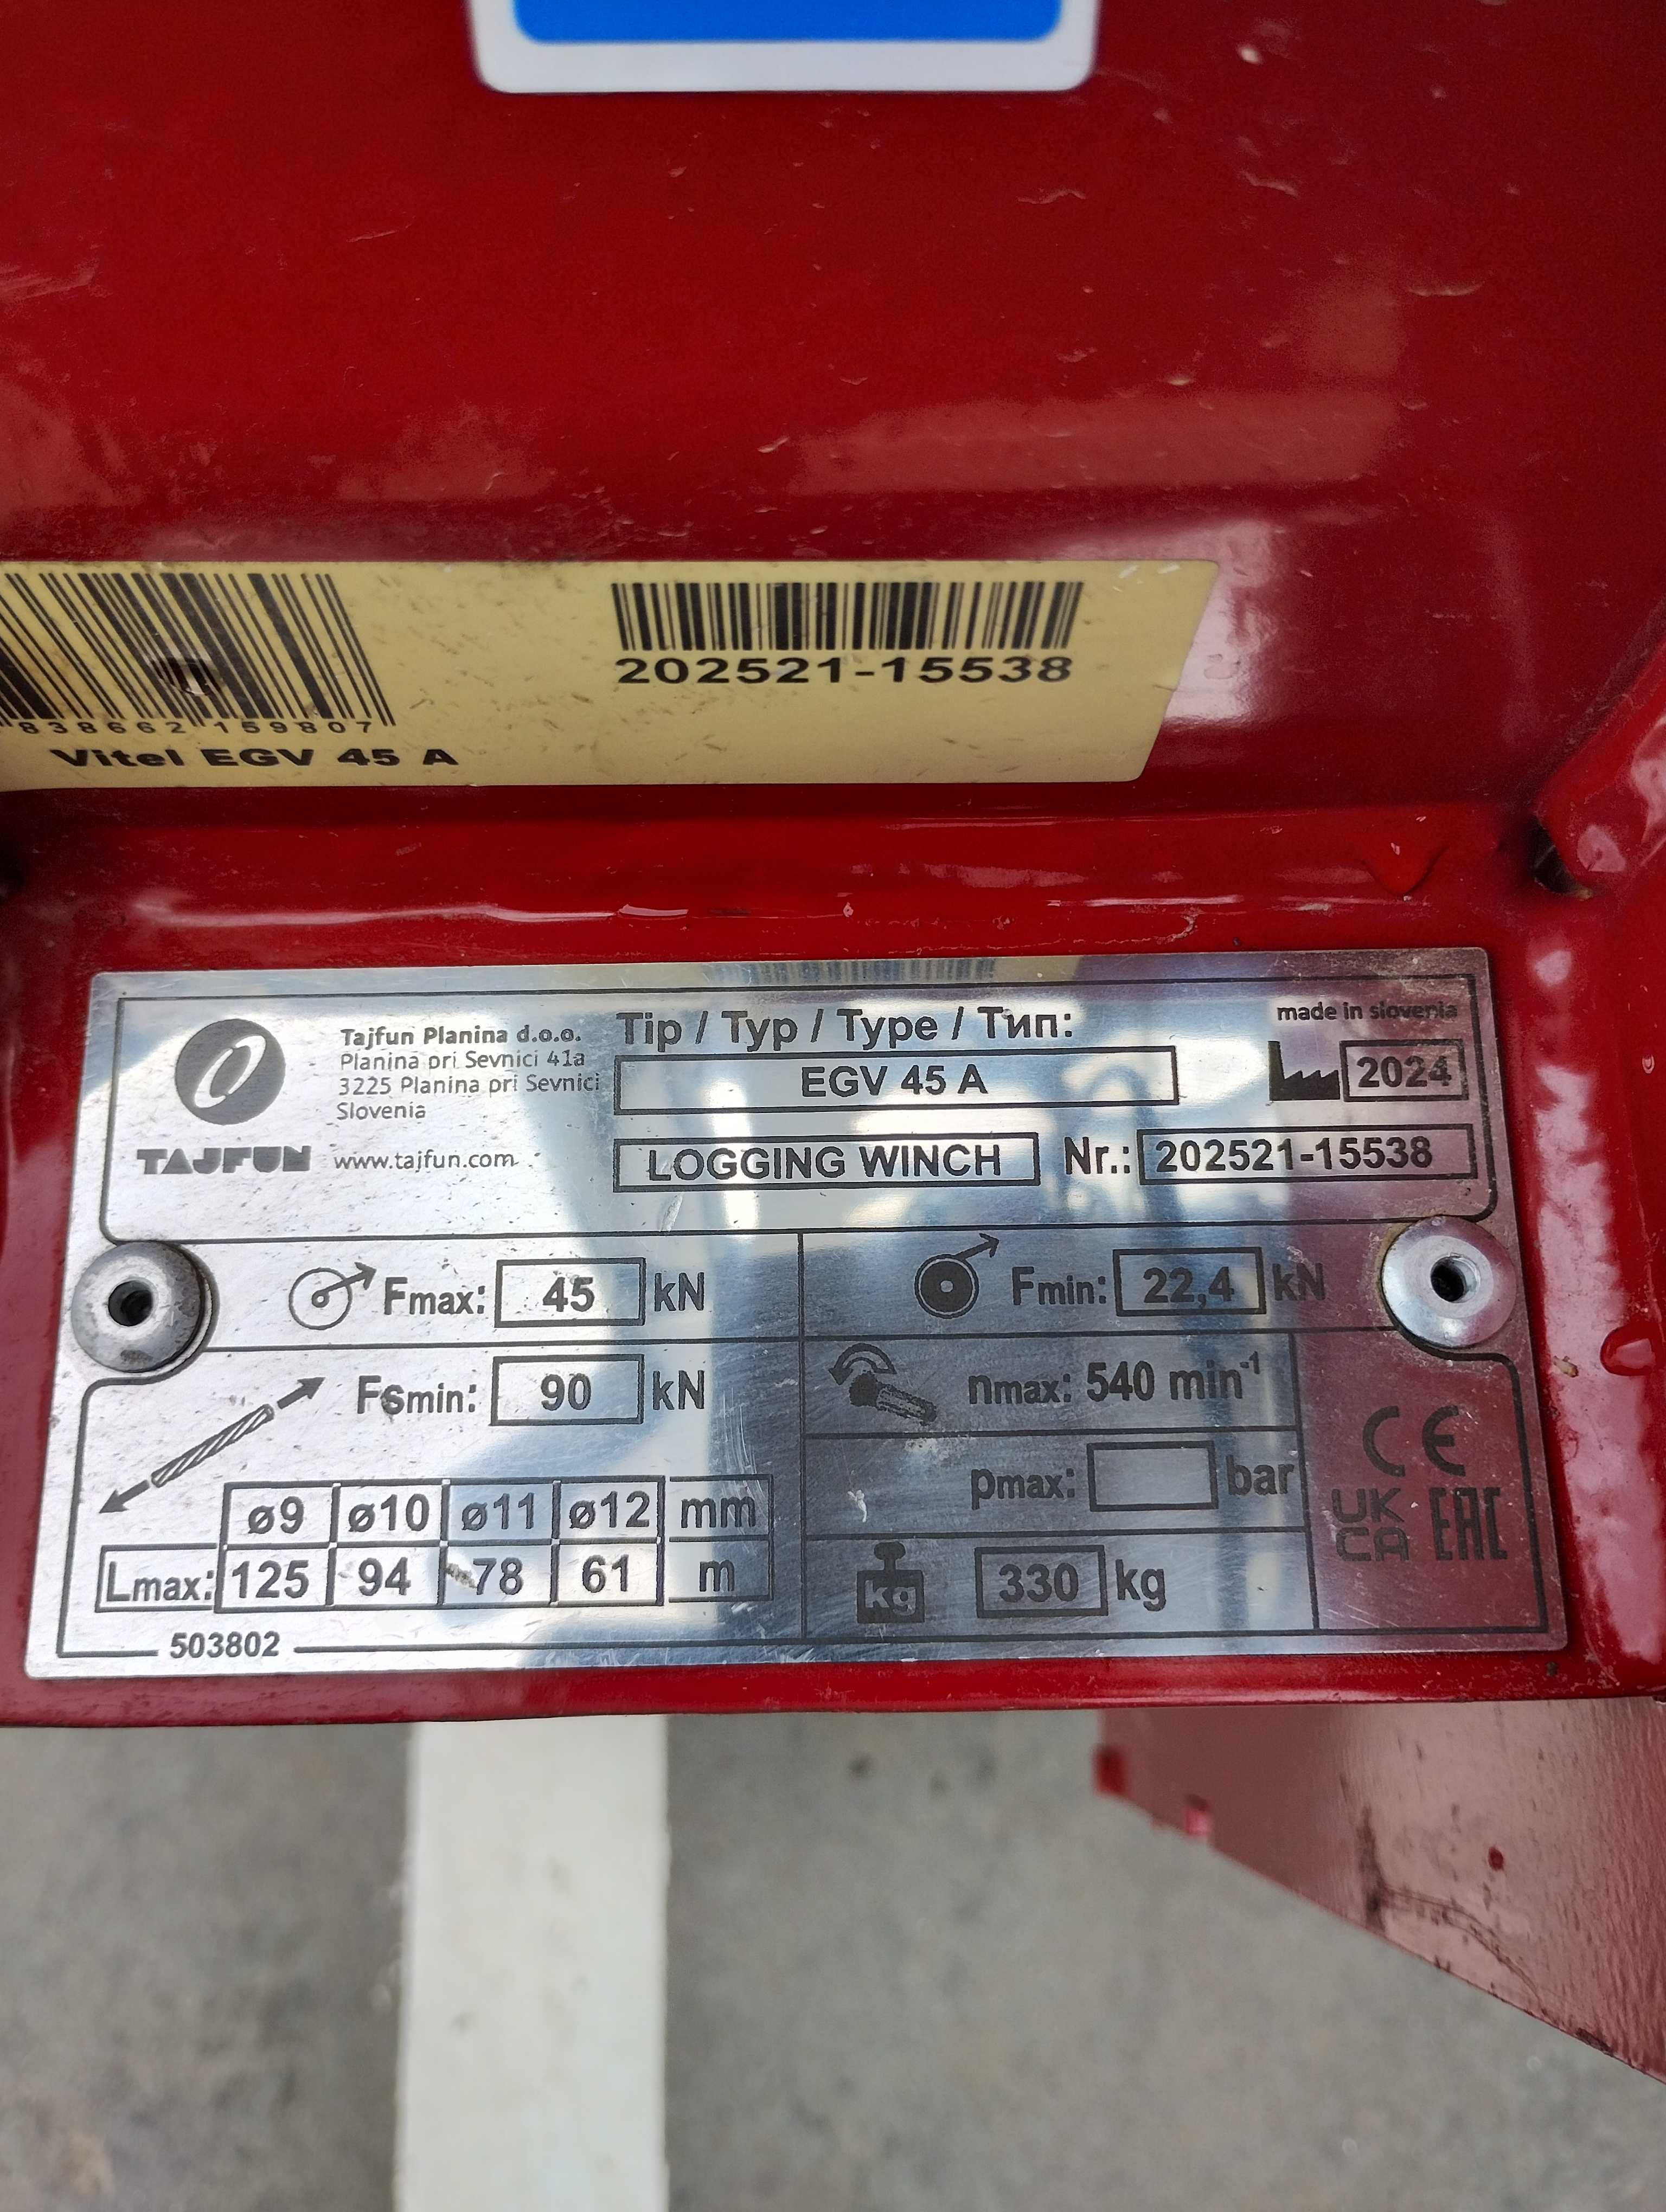 202521-15538
838662 159807
Vitel EGV 45 A
Tajfun Planina d.o.o.
Planina pri Sevnici 41a
3225 Planina pri Sevnici
Slovenia
TAJFUN www.tajfun.com
Tip / Typ / Type / Тип:
EGV 45 A
made in slovenia
2024
LOGGING WINCH Nr.: 202521-15538
Fmax: 45 kN
Fmin: 22,4 kN
Fsmin: 90 kN
nmax: 540 min-1
pmax: bar
ø9 ø10 ø11 ø12 mm
Lmax: 125 94 78 61 m
kg 330 kg
CE
UK
CA EAC
503802